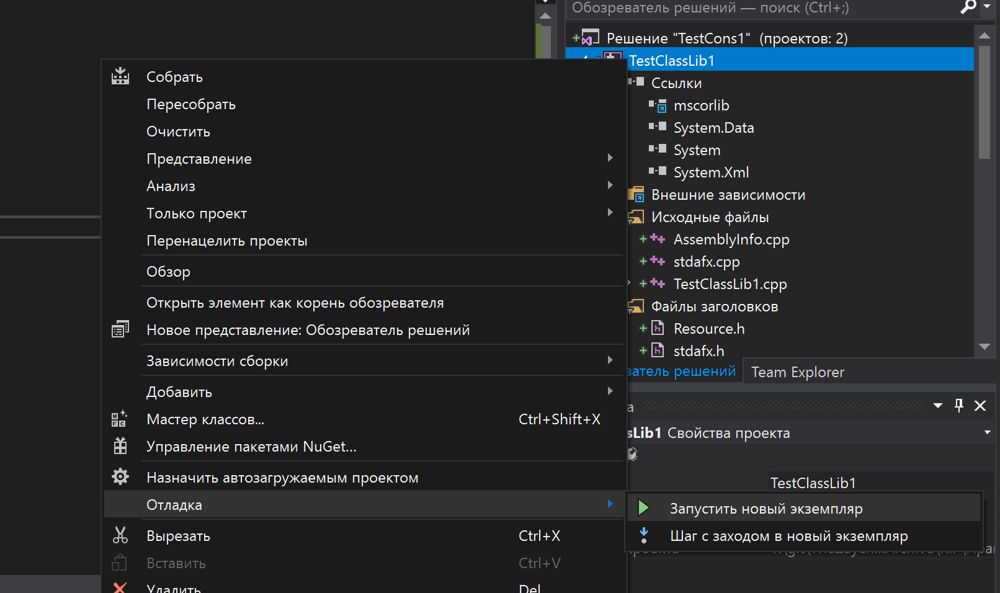 Обозреватель решений — поиск (Ctrl+;)
Решение "TestCons1" (проектов: 2)
TestClassLib1
Ссылки
mscorlib
System.Data
System
System.Xml
Внешние зависимости
Исходные файлы
AssemblyInfo.cpp
stdafx.cpp
TestClassLib1.cpp
Файлы заголовков
Resource.h
stdafx.h
ватель решений
Team Explorer
а
sLib1 Свойства проекта
TestClassLib1
Собрать
Пересобрать
Очистить
Представление
Анализ
Только проект
Перенацелить проекты
Обзор
Открыть элемент как корень обозревателя
Новое представление: Обозреватель решений
Зависимости сборки
Добавить
Мастер классов... Ctrl+Shift+X
Управление пакетами NuGet...
Назначить автозагружаемым проектом
Отладка
Вырезать Ctrl+X
Вставить Ctrl+V
Удалить Del
Запустить новый экземпляр
Шаг с заходом в новый экземпляр